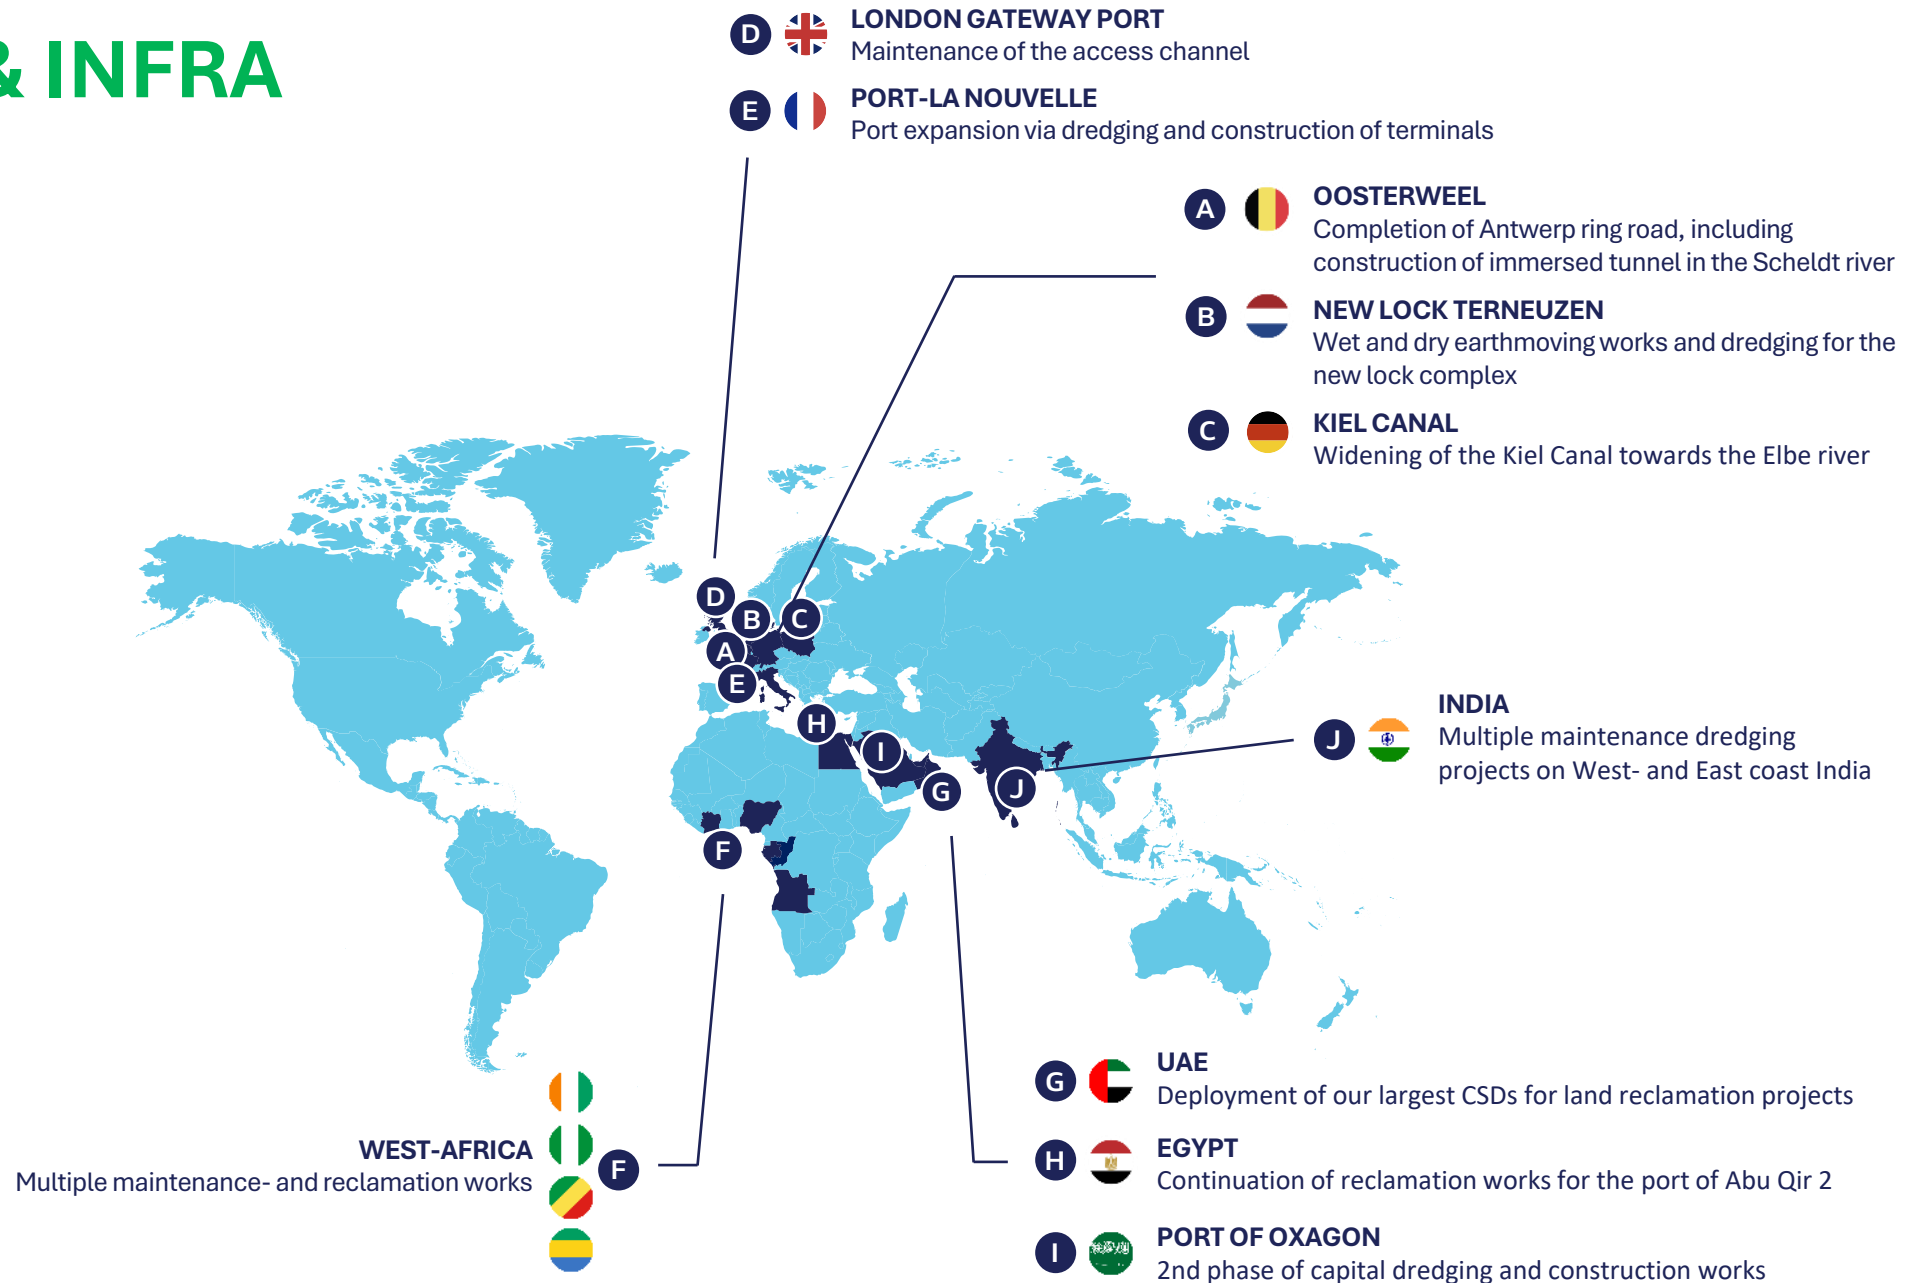 & INFRA
D
LONDON GATEWAY PORT
Maintenance of the access channel
E
PORT-LA NOUVELLE
Port expansion via dredging and construction of terminals
A
OOSTERWEEL
Completion of Antwerp ring road, including
construction of immersed tunnel in the Scheldt river
B
NEW LOCK TERNEUZEN
Wet and dry earthmoving works and dredging for the
new lock complex
C
KIEL CANAL
Widening of the Kiel Canal towards the Elbe river
D
B
C
A
E
H
I
G
J
F
J
INDIA
Multiple maintenance dredging
projects on West- and East coast India
WEST-AFRICA
Multiple maintenance- and reclamation works
F
G
UAE
Deployment of our largest CSDs for land reclamation projects
H
EGYPT
Continuation of reclamation works for the port of Abu Qir 2
I
PORT OF OXAGON
2nd phase of capital dredging and construction works